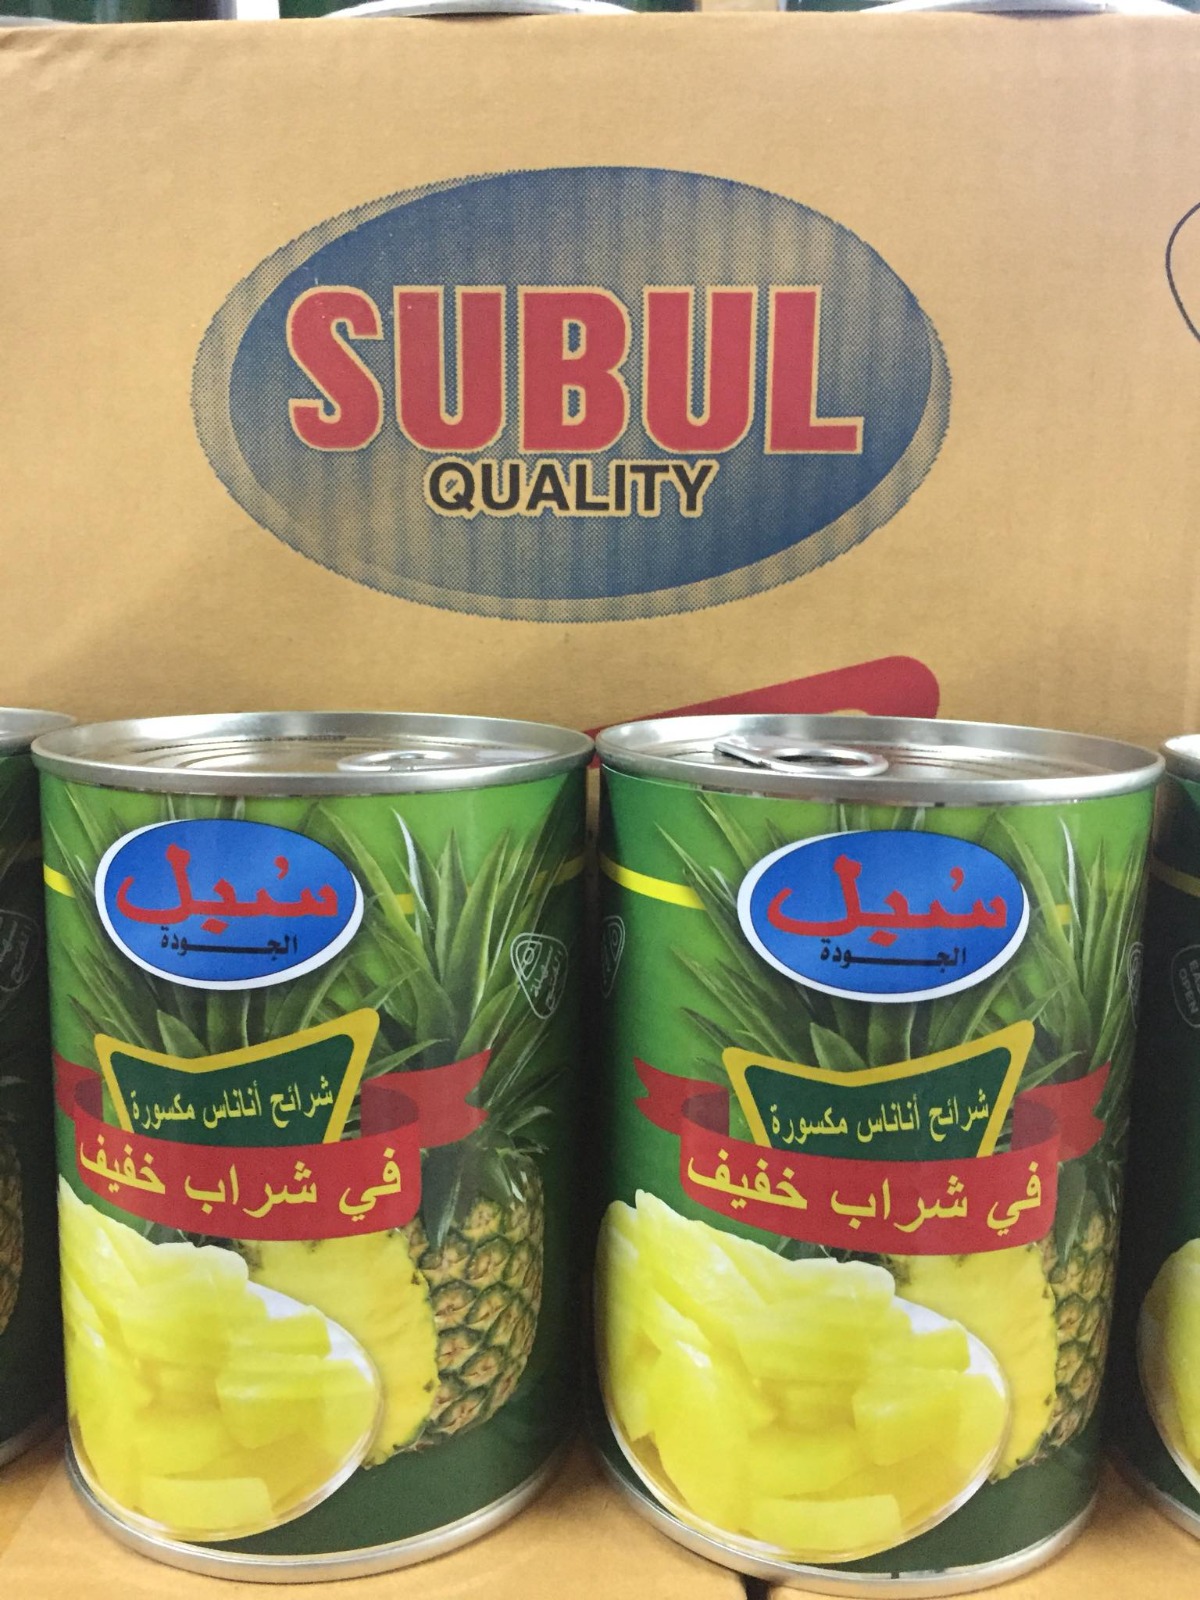 SUBUL
QUALITY
سُبل
الجودة
شرائح أناناس مكسورة
في شراب خفيف
سُبل
الجودة
شرائح أناناس مكسورة
في شراب خفيف